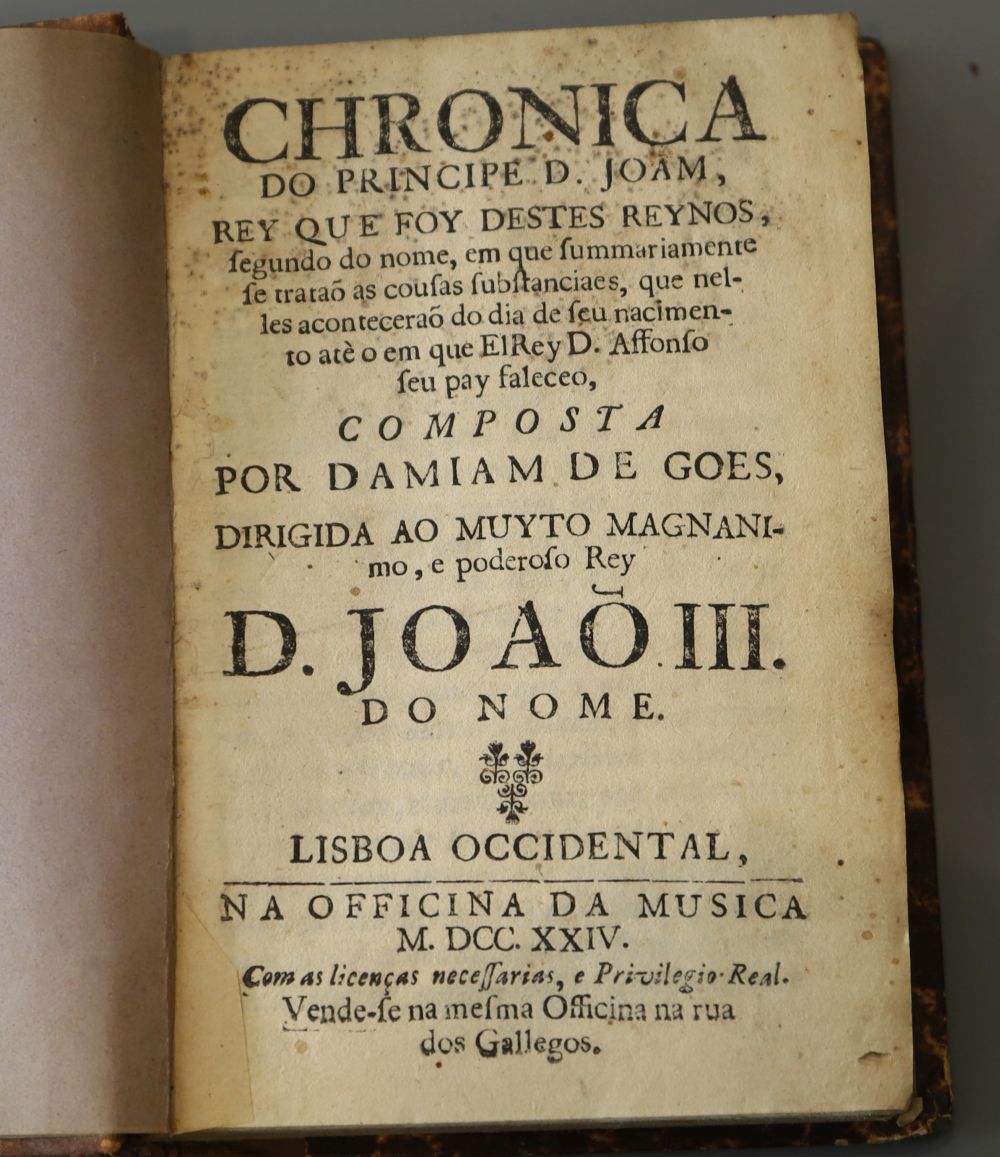 CHRONICA
DO PRINCIPE D. JOAM,
REY QUE FOY DESTES REYNOS,
ſegundo do nome, em que ſummariamente
ſe trataõ as couſas ſubſtanciaes, que nel-
les aconteceraõ do dia de ſeu nacimen-
to atè o em que ElRey D. Affonſo
ſeu pay faleceo,
COMPOSTA
POR DAMIAM DE GOES,
DIRIGIDA AO MUYTO MAGNANI-
mo, e poderoſo Rey
D. JOAÕ III.
DO NOME.
LISBOA OCCIDENTAL,
NA OFFICINA DA MUSICA
M. DCC. XXIV.
Com as licenças neceſſarias, e Privilegio Real.
Vende-ſe na meſma Officina na rua
dos Gallegos.